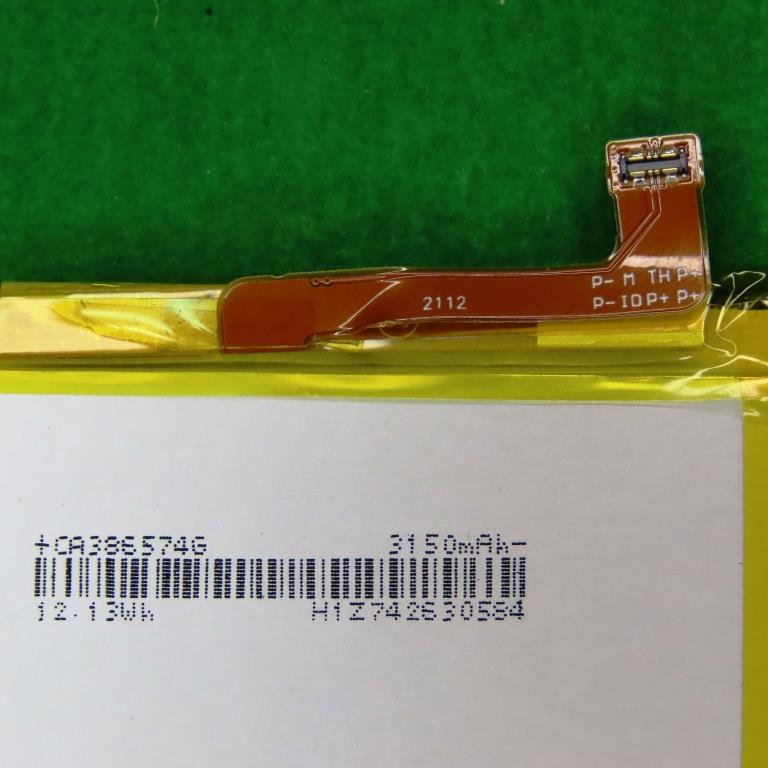 P- M TH P+
P- ID P+ P+
2112
+CA386574G 3150mAh-
12.13Wh H1Z742630584